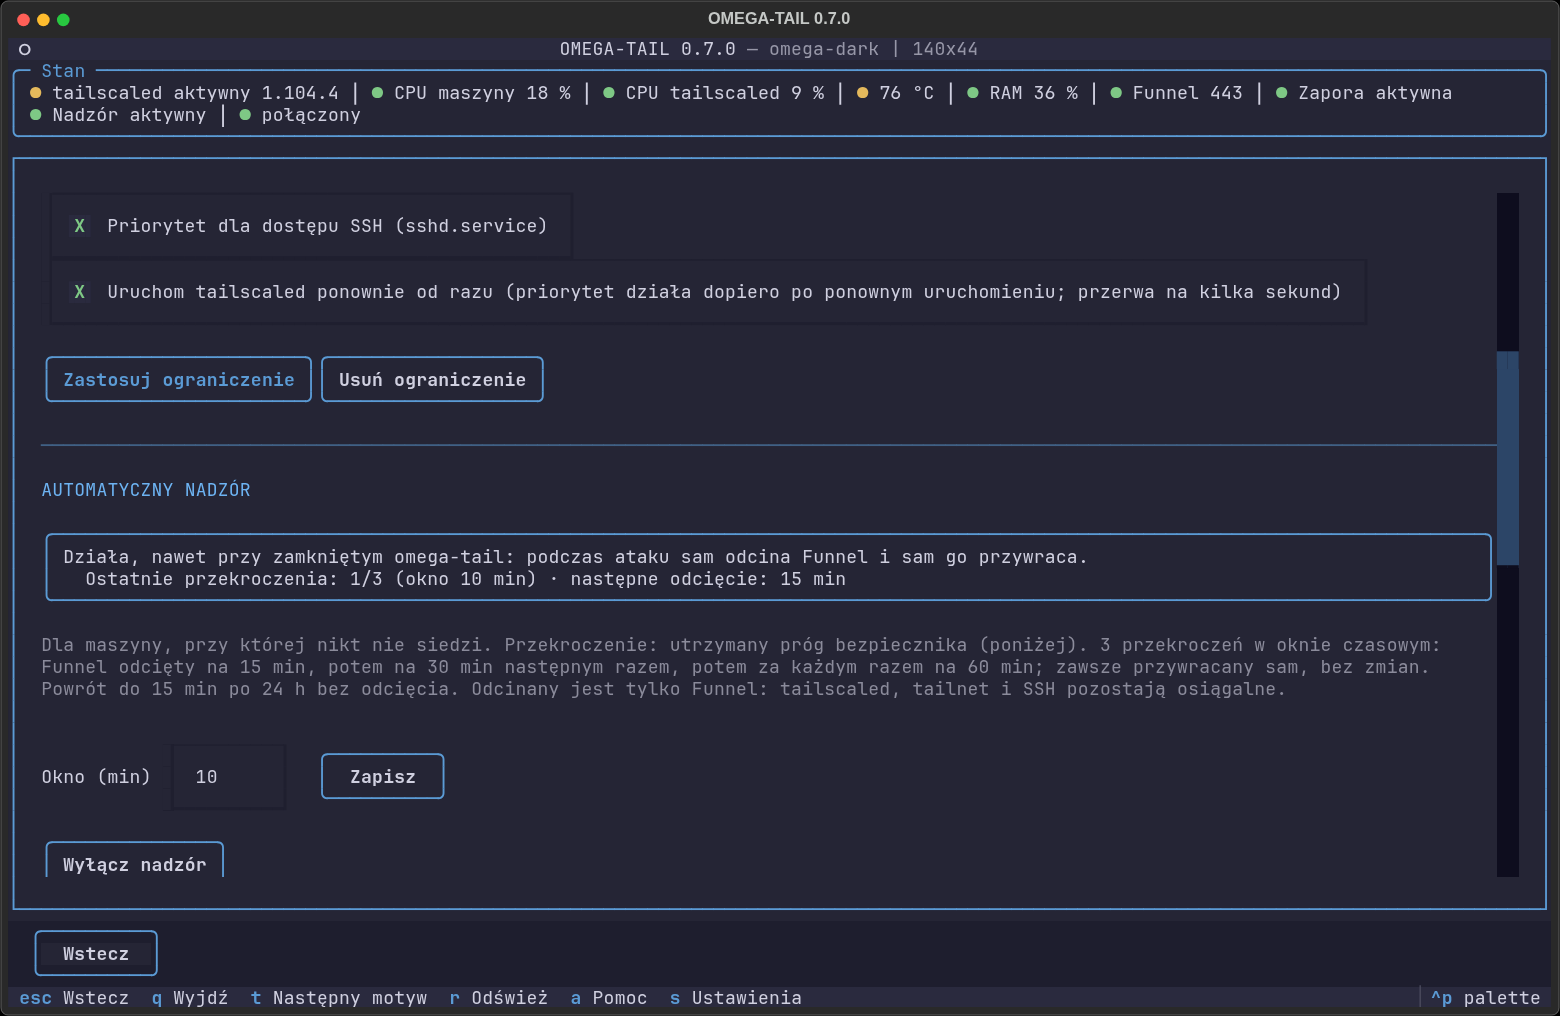 OMEGA-TAIL 0.7.0
O OMEGA-TAIL 0.7.0 — omega-dark | 140x44
Stan
● tailscaled aktywny 1.104.4 │ ● CPU maszyny 18 % │ ● CPU tailscaled 9 % │ ● 76 °C │ ● RAM 36 % │ ● Funnel 443 │ ● Zapora aktywna
● Nadzór aktywny │ ● połączony
X Priorytet dla dostępu SSH (sshd.service)
X Uruchom tailscaled ponownie od razu (priorytet działa dopiero po ponownym uruchomieniu; przerwa na kilka sekund)
Zastosuj ograniczenie Usuń ograniczenie
AUTOMATYCZNY NADZÓR
Działa, nawet przy zamkniętym omega-tail: podczas ataku sam odcina Funnel i sam go przywraca.
Ostatnie przekroczenia: 1/3 (okno 10 min) · następne odcięcie: 15 min
Dla maszyny, przy której nikt nie siedzi. Przekroczenie: utrzymany próg bezpiecznika (poniżej). 3 przekroczeń w oknie czasowym:
Funnel odcięty na 15 min, potem na 30 min następnym razem, potem za każdym razem na 60 min; zawsze przywracany sam, bez zmian.
Powrót do 15 min po 24 h bez odcięcia. Odcinany jest tylko Funnel: tailscaled, tailnet i SSH pozostają osiągalne.
Okno (min) 10 Zapisz
Wyłącz nadzór
Wstecz
esc Wstecz q Wyjdź t Następny motyw r Odśwież a Pomoc s Ustawienia ^p palette